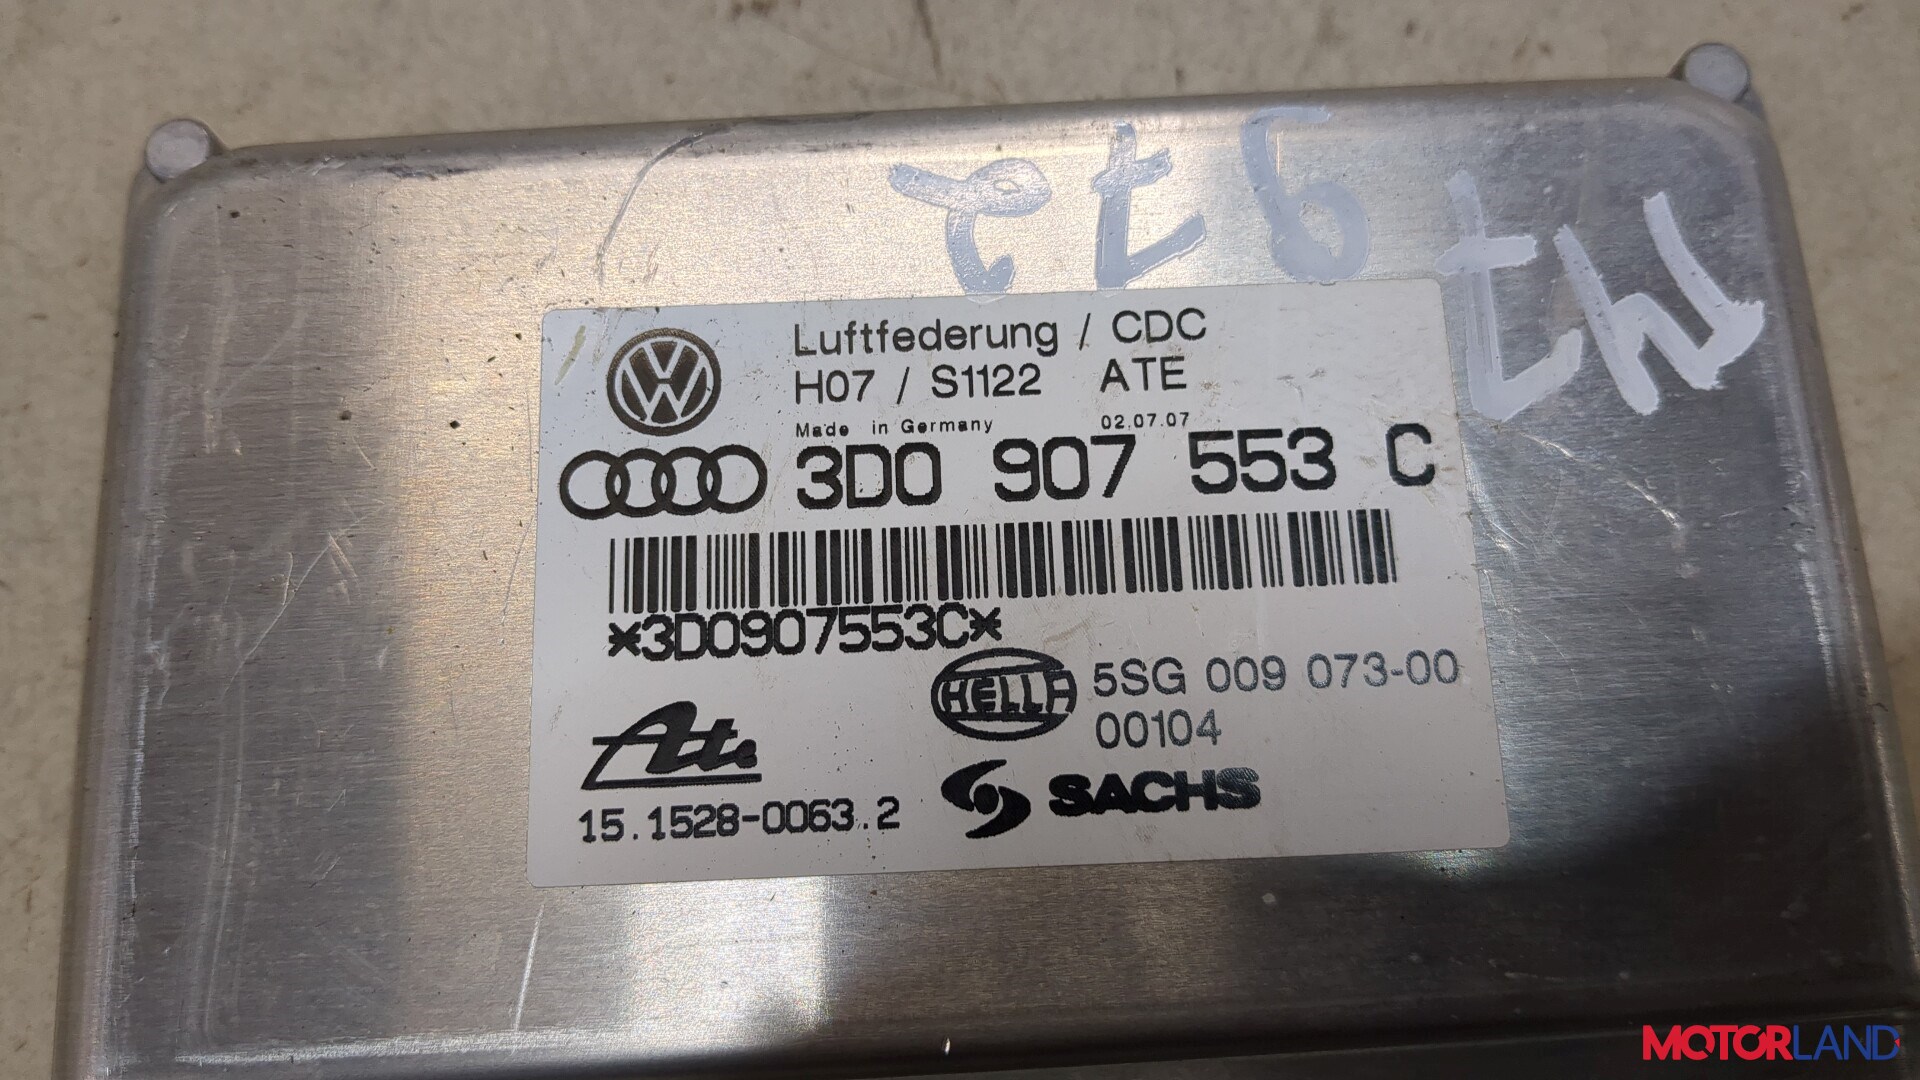 Luftfederung / CDC
H07 / S1122 ATE
Made in Germany 02.07.07
3D0 907 553 C
*3D0907553C*
HELLA 5SG 009 073-00
00104
Ate
SACHS
15.1528-0063.2
MOTORLAND